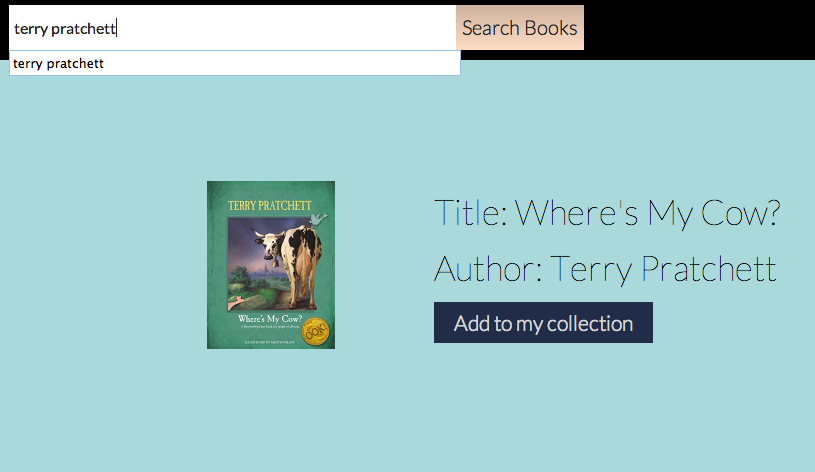 terry pratchett
Search Books
terry pratchett
TERRY PRATCHETT
Where's My Cow?
OOK!
Title: Where's My Cow?
Author: Terry Pratchett
Add to my collection